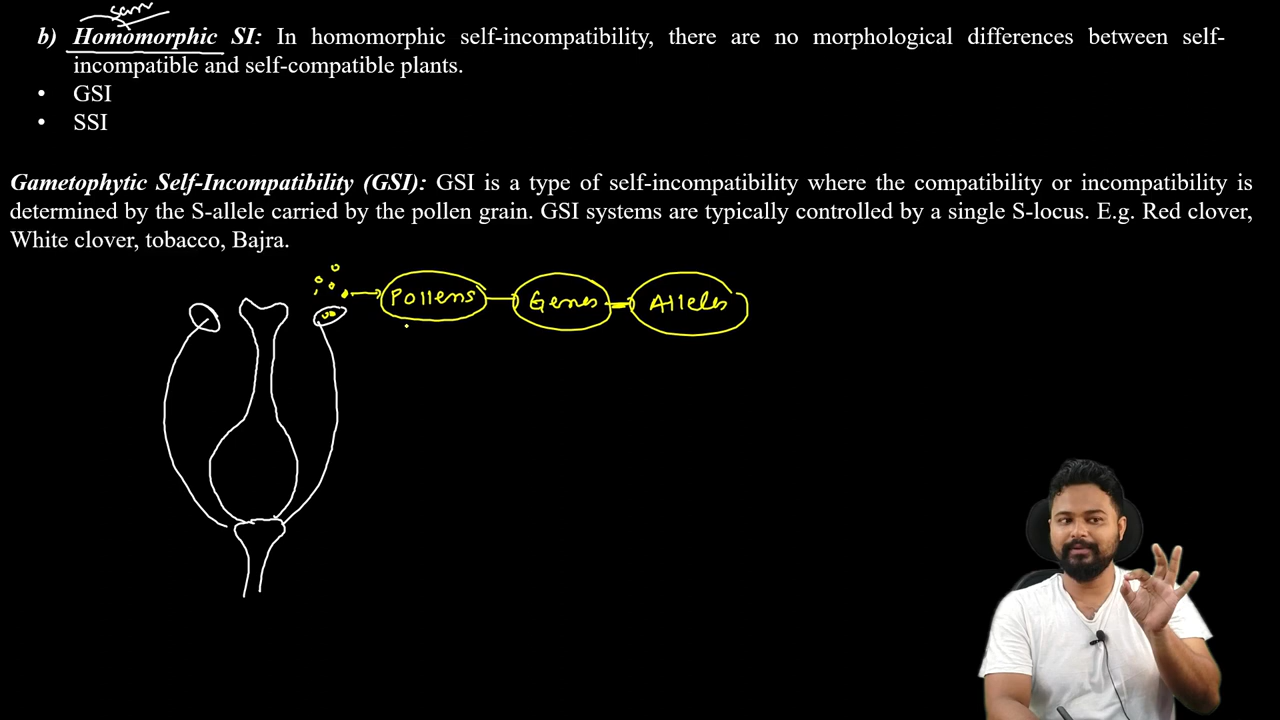 Sam
b) Homomorphic SI: In homomorphic self-incompatibility, there are no morphological differences between self-
incompatible and self-compatible plants.
• GSI
• SSI
Gametophytic Self-Incompatibility (GSI): GSI is a type of self-incompatibility where the compatibility or incompatibility is
determined by the S-allele carried by the pollen grain. GSI systems are typically controlled by a single S-locus. E.g. Red clover,
White clover, tobacco, Bajra.
Pollens Genes Alleles